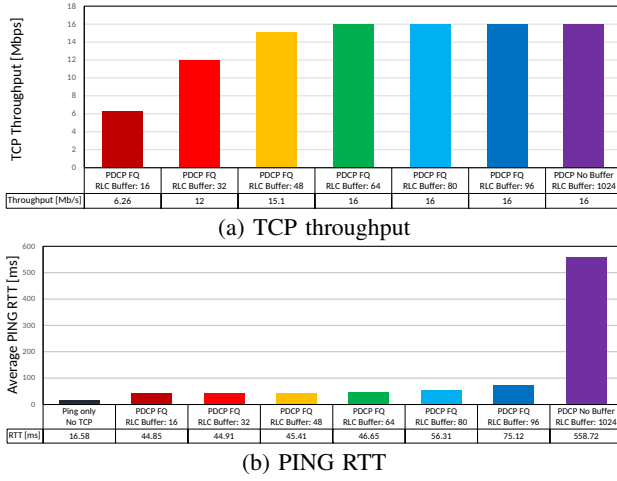 TCP Throughput [Mbps]
18
16
14
12
10
8
6
4
2
0
PDCP FQ PDCP FQ PDCP FQ PDCP FQ PDCP FQ PDCP FQ PDCP No Buffer
RLC Buffer: 16 RLC Buffer: 32 RLC Buffer: 48 RLC Buffer: 64 RLC Buffer: 80 RLC Buffer: 96 RLC Buffer: 1024
Throughput [Mb/s] 6.26 12 15.1 16 16 16 16
(a) TCP throughput
Average PING RTT [ms]
600
500
400
300
200
100
0
Ping only PDCP FQ PDCP FQ PDCP FQ PDCP FQ PDCP FQ PDCP FQ PDCP No Buffer
No TCP RLC Buffer: 16 RLC Buffer: 32 RLC Buffer: 48 RLC Buffer: 64 RLC Buffer: 80 RLC Buffer: 96 RLC Buffer: 1024
RTT [ms] 16.58 44.85 44.91 45.41 46.65 56.31 75.12 558.72
(b) PING RTT